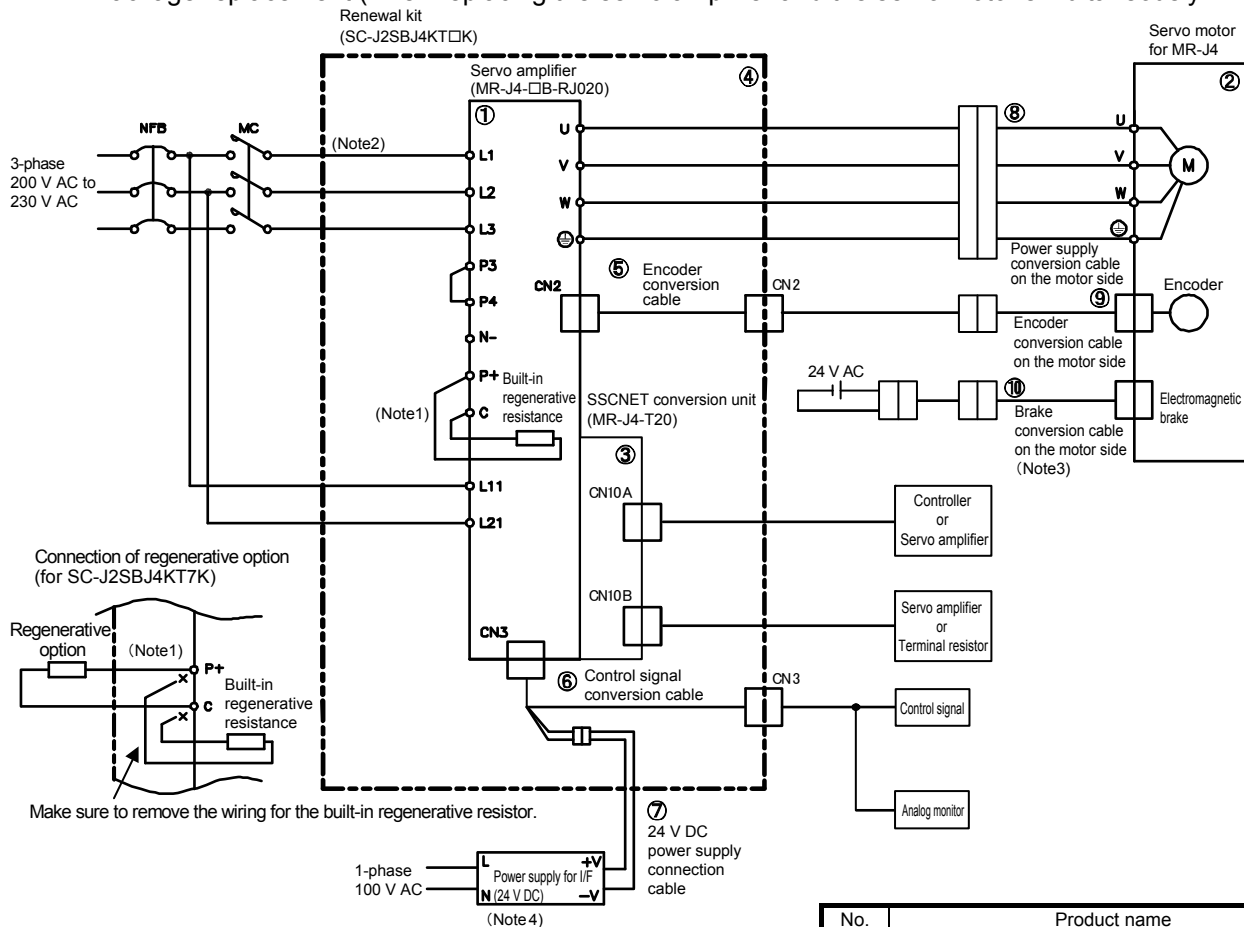 Renewal kit
(SC-J2SBJ4KT□K)
Servo motor
for MR-J4
Servo amplifier
(MR-J4-□B-RJ020)
④
②
①
⑧
NFB
MC
(Note2)
3-phase
200 V AC to
230 V AC
L1
L2
L3
P3
P4
N-
P+
C
L11
L21
U
V
W
U
V
W
M
Power supply
conversion cable
on the motor side
⑤
Encoder
conversion
cable
CN2
CN2
⑨
Encoder
Encoder
conversion cable
on the motor side
24 V AC
⑩
Brake
conversion cable
on the motor side
(Note3)
Electromagnetic
brake
(Note1)
Built-in
regenerative
resistance
SSCNET conversion unit
(MR-J4-T20)
③
CN10A
Controller
or
Servo amplifier
CN10B
Servo amplifier
or
Terminal resistor
CN3
⑥
Control signal
conversion cable
CN3
Control signal
Analog monitor
Connection of regenerative option
(for SC-J2SBJ4KT7K)
Regenerative
option
(Note1)
P+
C
Built-in
regenerative
resistance
Make sure to remove the wiring for the built-in regenerative resistor.
⑦
24 V DC
power supply
connection
cable
1-phase
100 V AC
L
N
Power supply for I/F
(24 V DC)
+V
-V
(Note 4)
No.
Product name